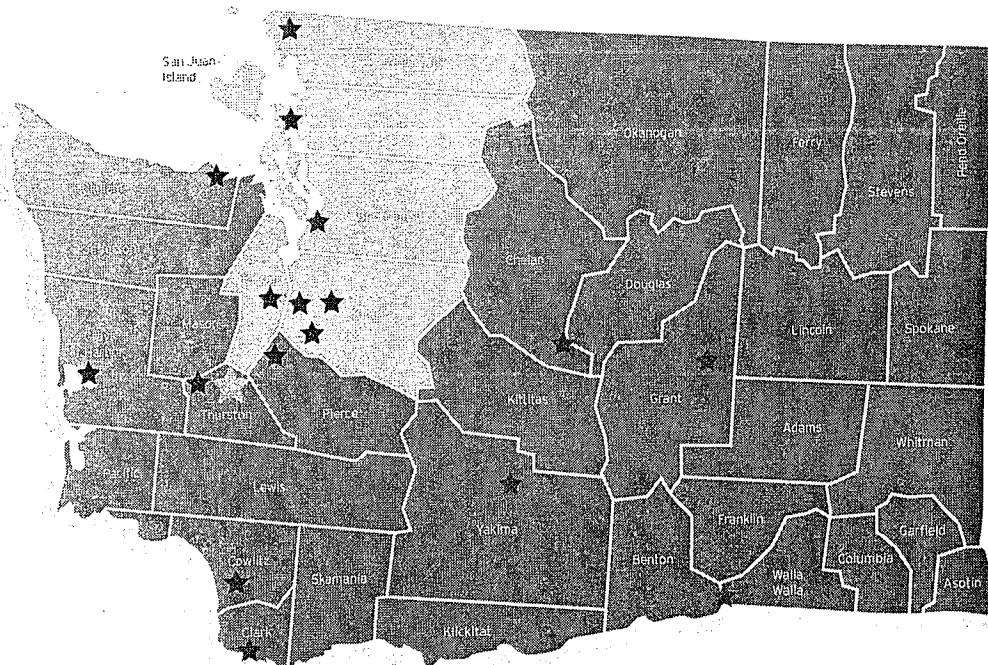 San Juan
Island
Okanogan
Ferry
Pend Oreille
Stevens
Chelan
Douglas
Lincoln
Spokane
Mason
Grant
Kittitas
Thurston
Pierce
Adams
Whitman
Pacific
Lewis
Yakima
Franklin
Garfield
Benton
Columbia
Cowlitz
Skamania
Walla
Walla
Asotin
Clark
Klickitat